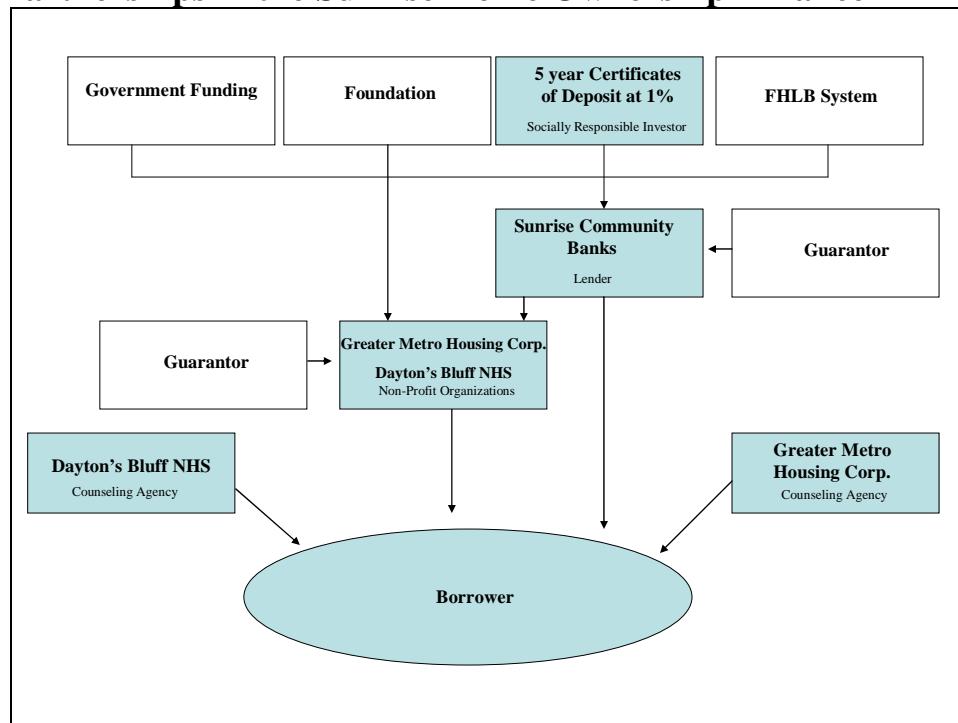 Government Funding
Foundation
5 year Certificates
of Deposit at 1%
Socially Responsible Investor
FHLB System
Sunrise Community
Banks
Lender
Guarantor
Guarantor
Greater Metro Housing Corp.
Dayton's Bluff NHS
Non-Profit Organizations
Dayton's Bluff NHS
Counseling Agency
Greater Metro
Housing Corp.
Counseling Agency
Borrower